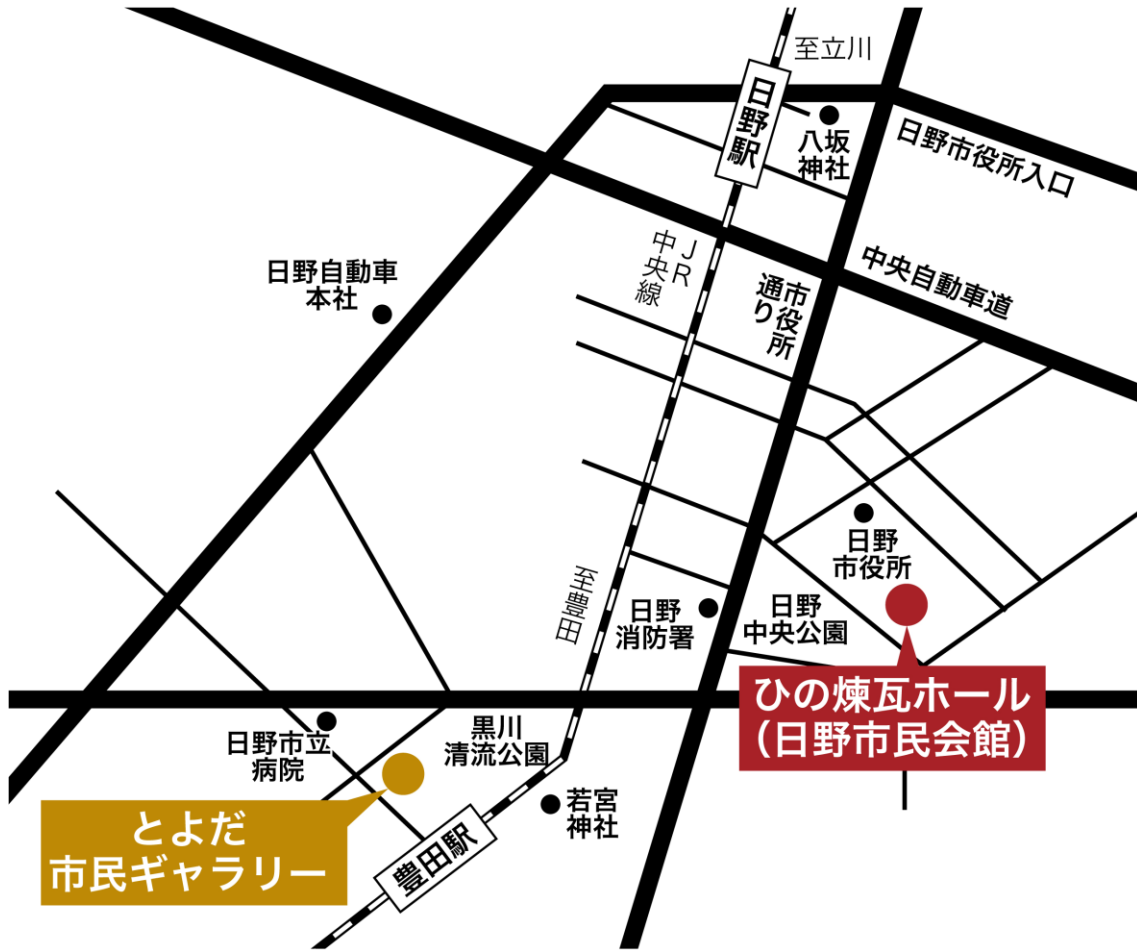 至立川
日野駅
八坂
神社
日野市役所入口
JR
中央線
中央自動車道
日野自動車
本社
市役所
通り
日野
市役所
至豊田
日野
消防署
日野
中央公園
ひの煉瓦ホール
（日野市民会館）
日野市立
病院
黒川
清流公園
若宮
神社
とよだ
市民ギャラリー
豊田駅